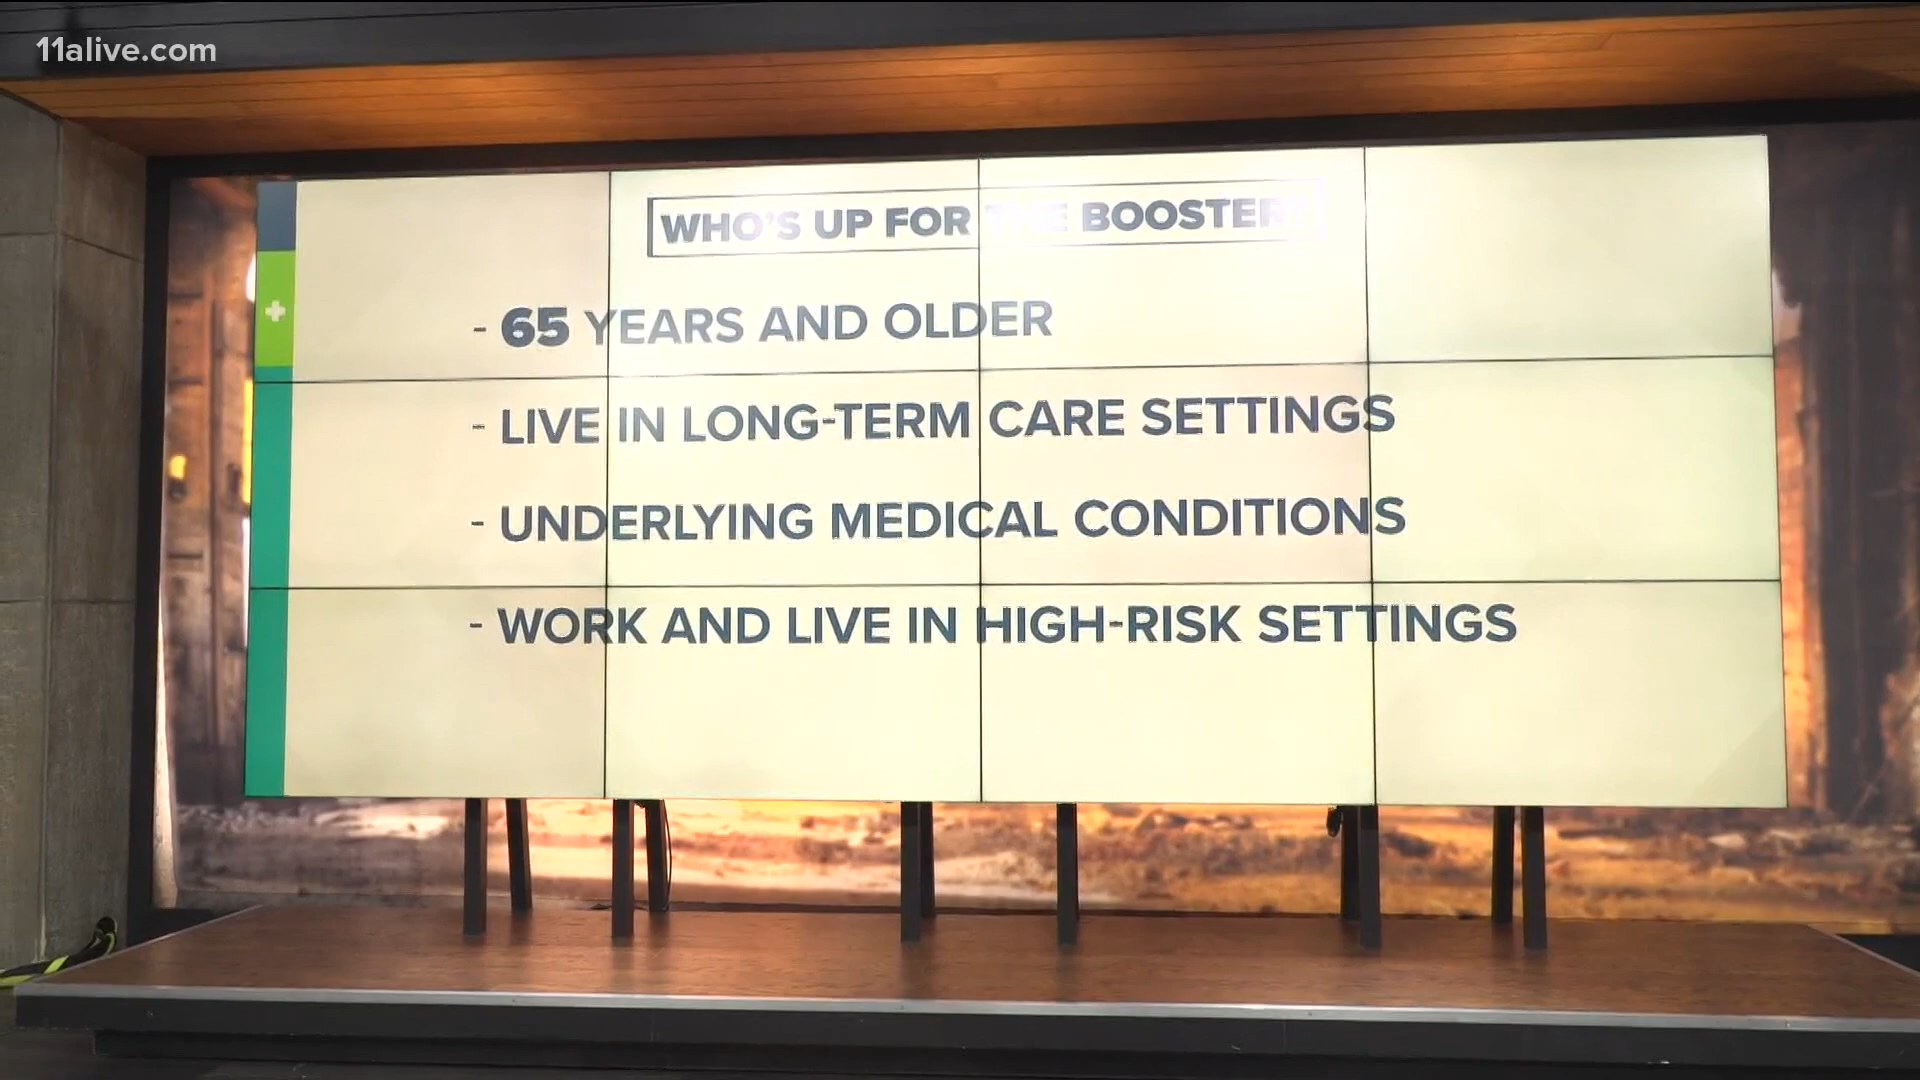 11alive.com
WHO'S UP FOR THE BOOSTER?
- 65 YEARS AND OLDER
- LIVE IN LONG-TERM CARE SETTINGS
- UNDERLYING MEDICAL CONDITIONS
- WORK AND LIVE IN HIGH-RISK SETTINGS